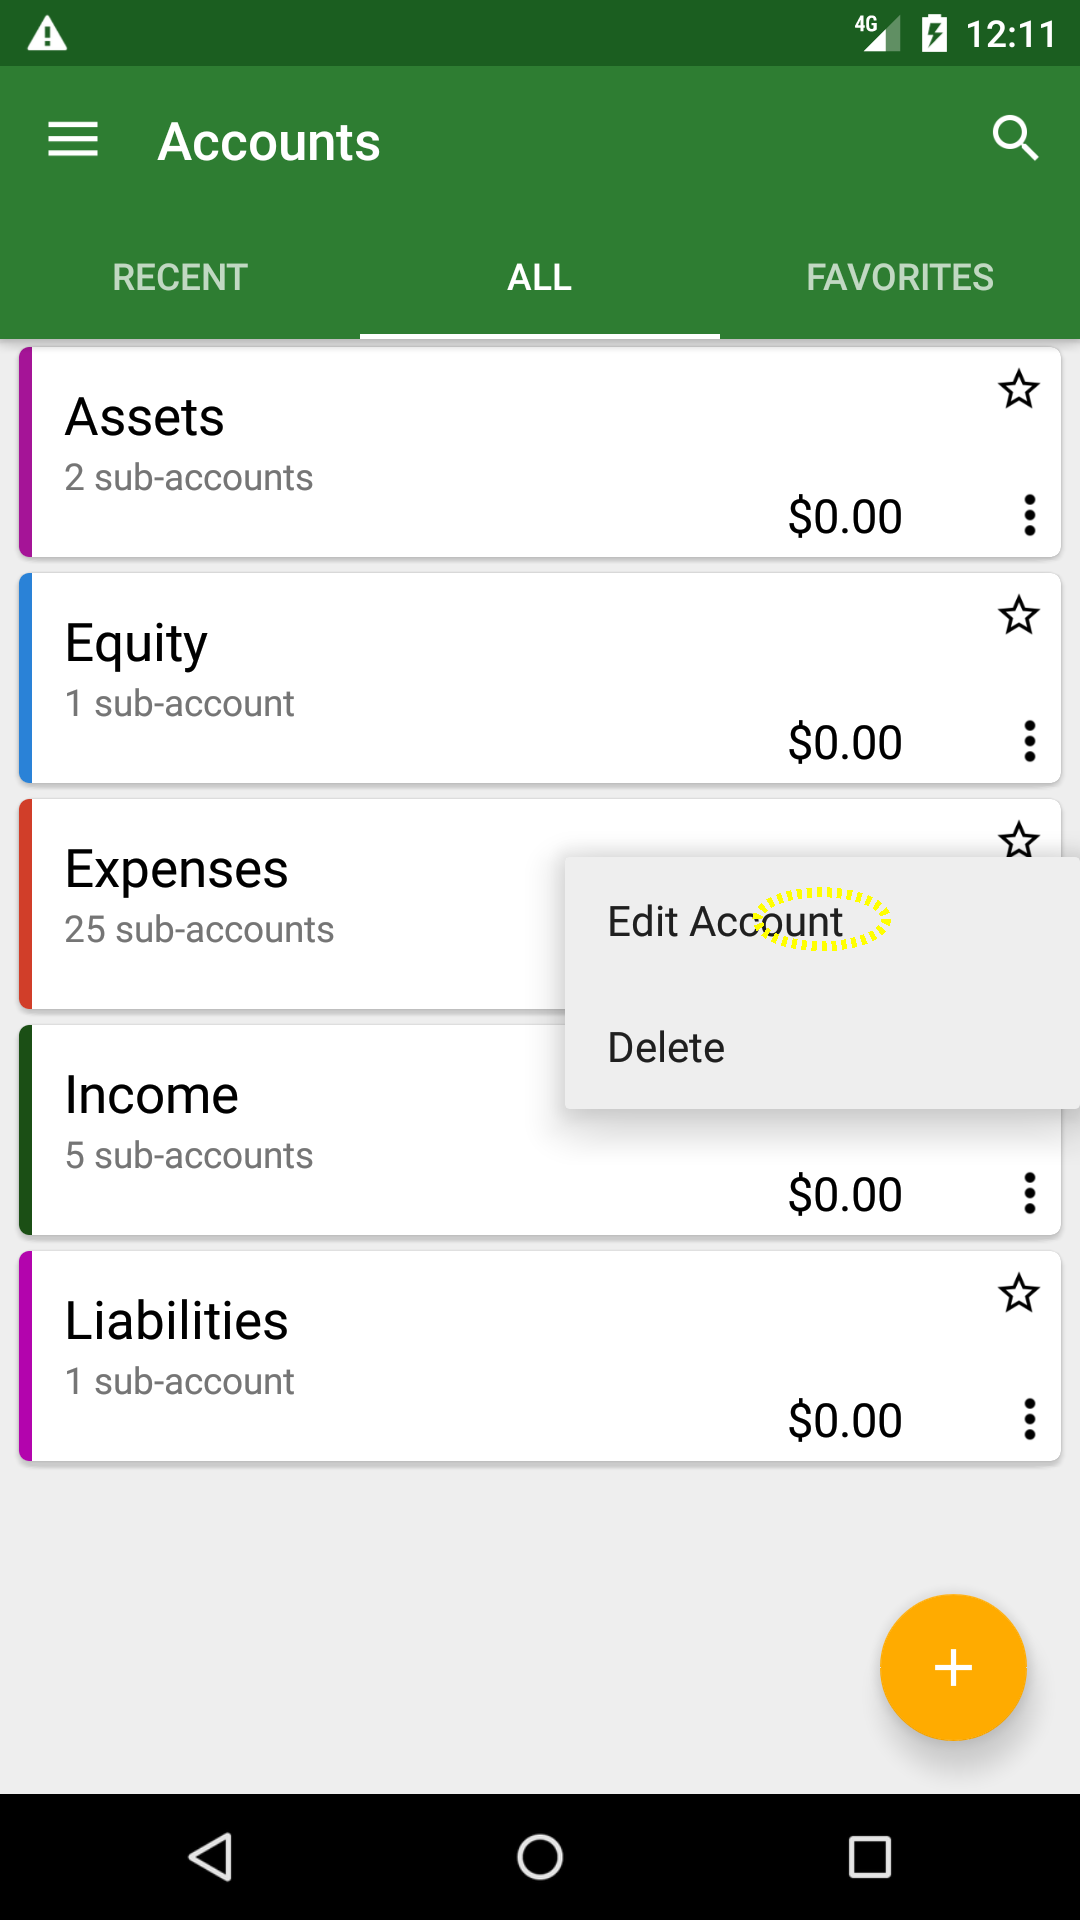 4G 12:11
Accounts
RECENT ALL FAVORITES
Assets
2 sub-accounts
$0.00
Equity
1 sub-account
$0.00
Expenses
25 sub-accounts
Edit Account
Delete
Income
5 sub-accounts
$0.00
Liabilities
1 sub-account
$0.00